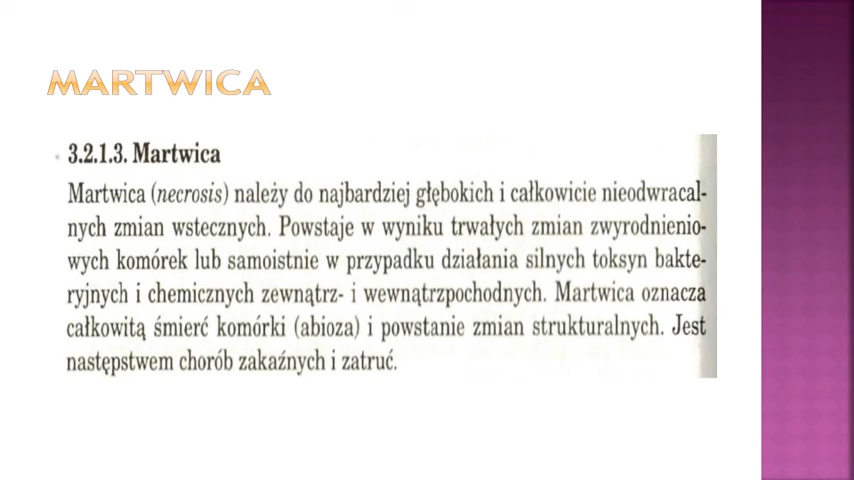 MARTWICA
3.2.1.3. Martwica
Martwica (necrosis) należy do najbardziej głębokich i całkowicie nieodwracal-
nych zmian wstecznych. Powstaje w wyniku trwałych zmian zwyrodnienio-
wych komórek lub samoistnie w przypadku działania silnych toksyn bakte-
ryjnych i chemicznych zewnątrz- i wewnątrzpochodnych. Martwica oznacza
całkowitą śmierć komórki (abioza) i powstanie zmian strukturalnych. Jest
następstwem chorób zakaźnych i zatruć.